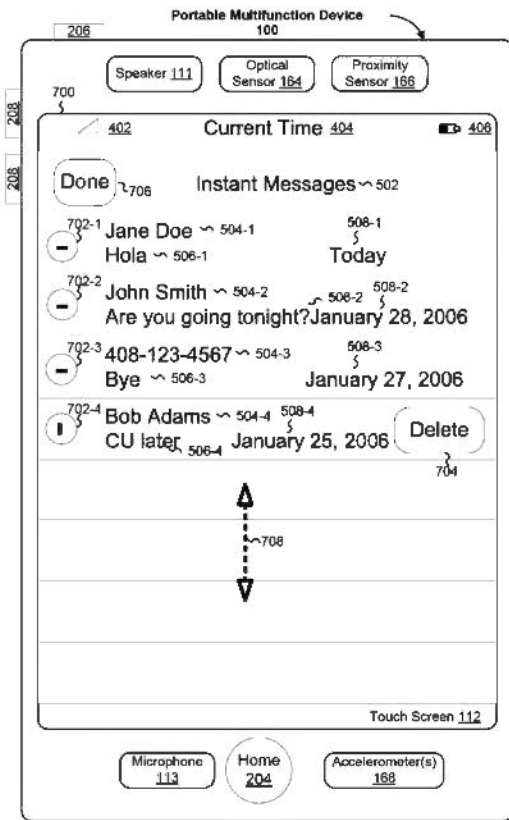 Portable Multifunction Device
100
206
Speaker 111
Optical Sensor 164
Proximity Sensor 166
208
208
700
402
Current Time 404
406
Done
706
Instant Messages 502
702-1
Jane Doe 504-1
508-1
Hola 506-1
Today
702-2
John Smith 504-2
506-2
508-2
Are you going tonight?January 28, 2006
702-3
408-123-4567 504-3
508-3
Bye 506-3
January 27, 2006
702-4
Bob Adams 504-4
508-4
CU later 506-4
January 25, 2006
Delete
704
708
Touch Screen 112
Microphone
113
Home
204
Accelerometer(s)
168